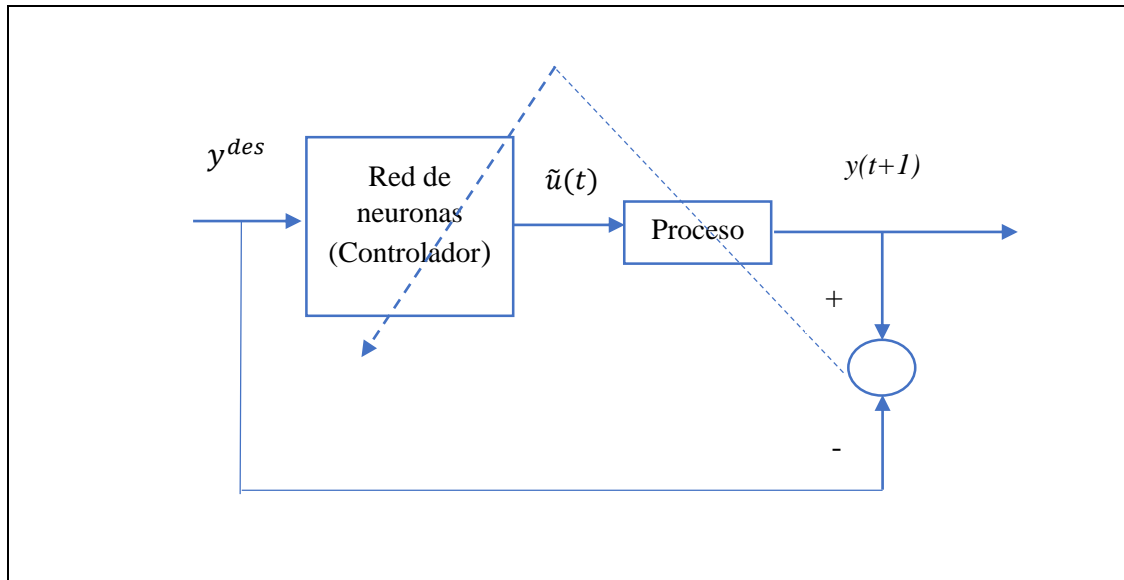 y^{des}
Red de
neuronas
(Controlador)
ũ(t)
Proceso
y(t+1)
+
-